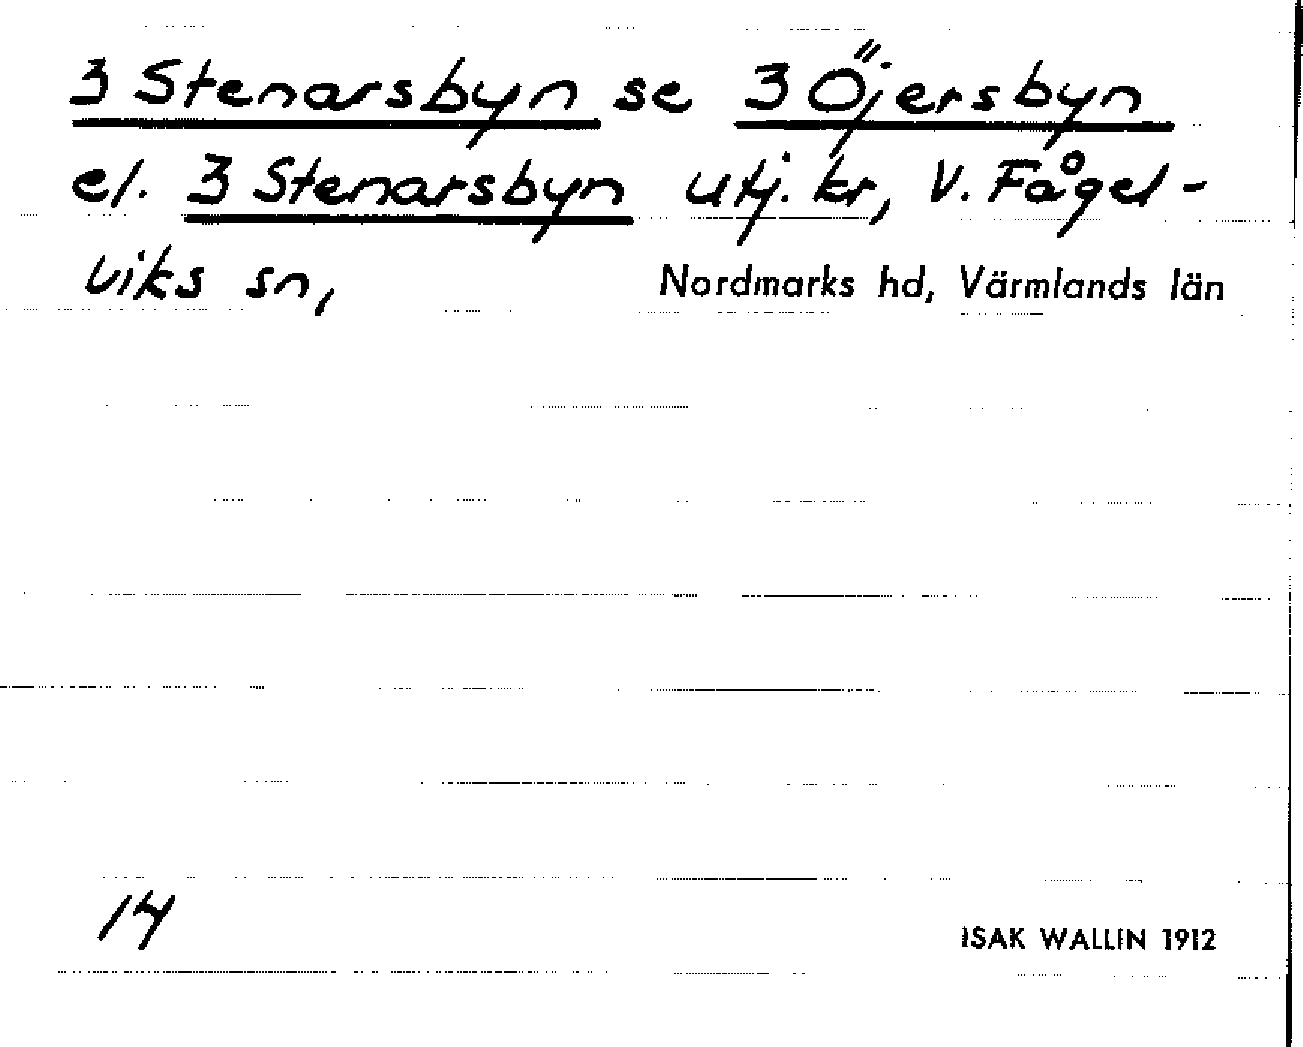 3 Stenarsbyn se 3 Öjersbyn
el. 3 Stenarsbyn utj. kr, V. Fågel-
viks sn, Nordmarks hd, Värmlands län
14
ISAK WALLIN 1912